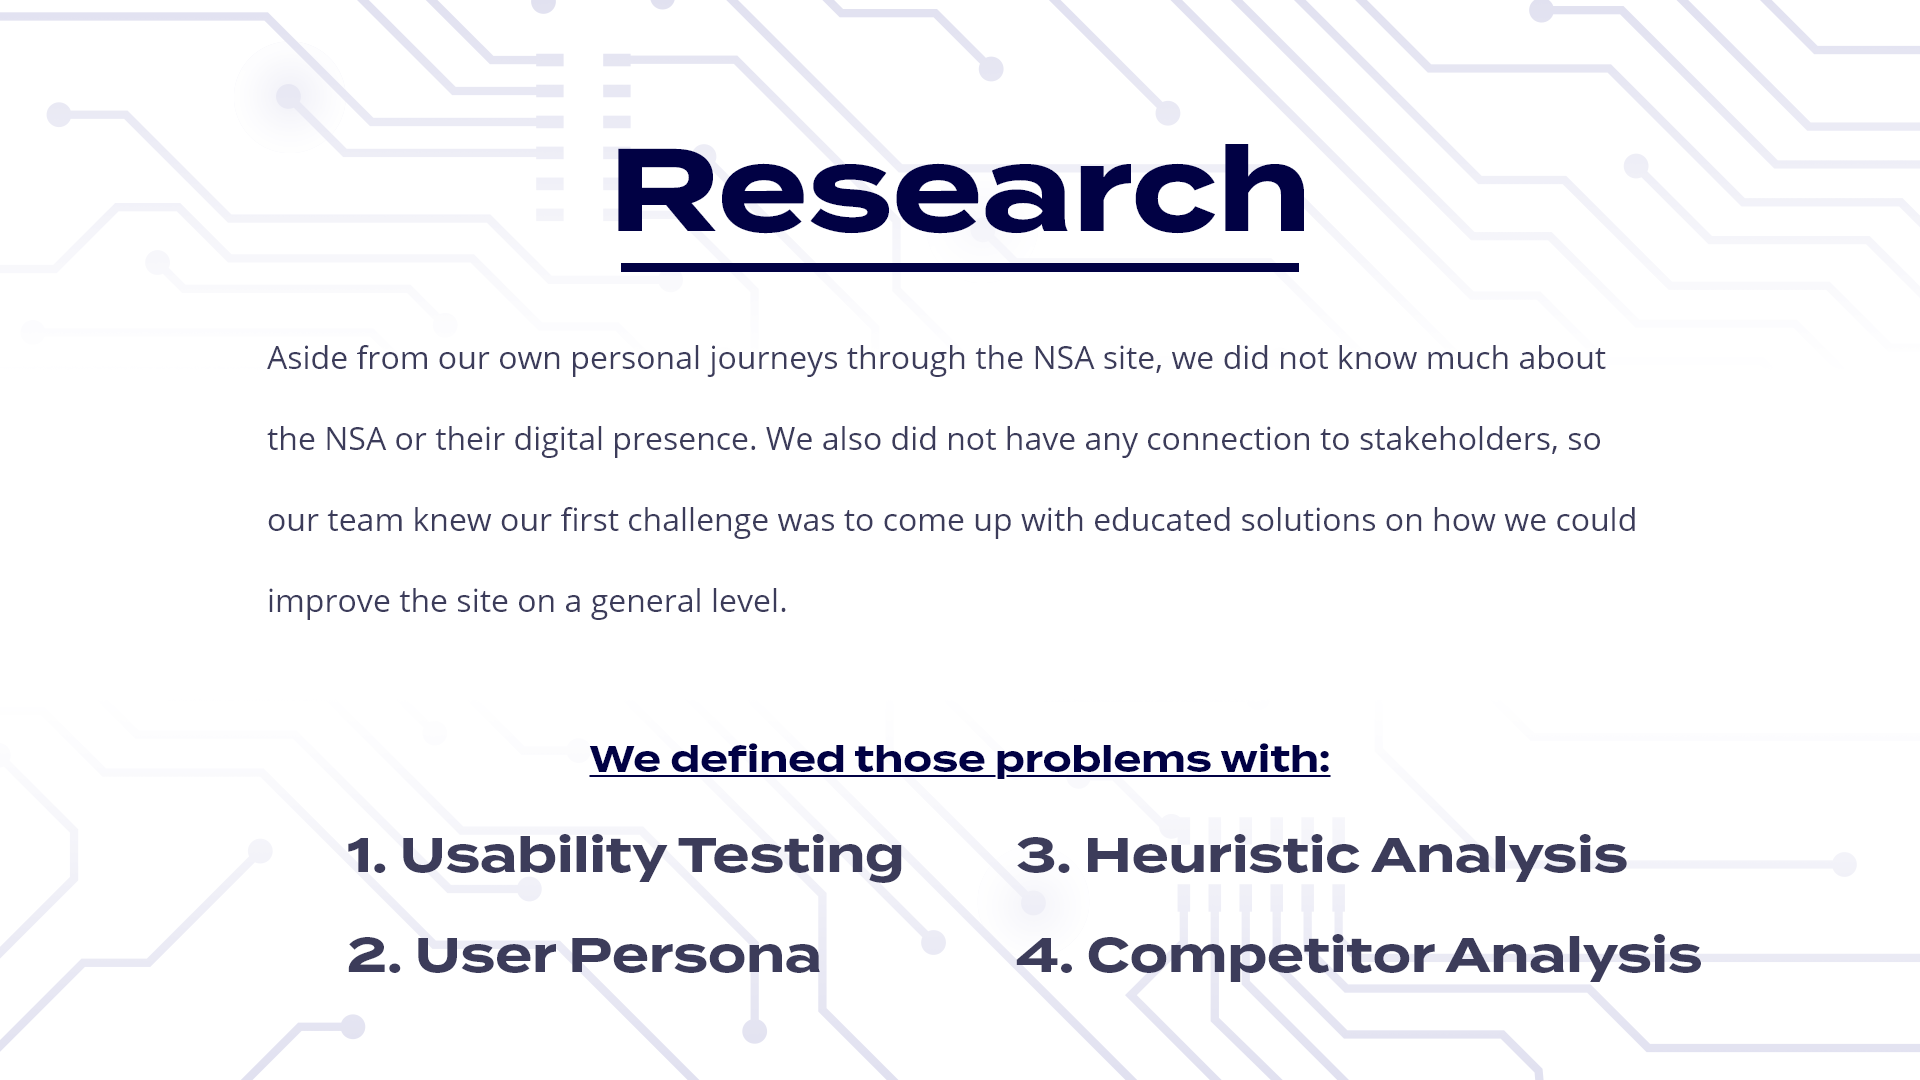 Research
Aside from our own personal journeys through the NSA site, we did not know much about
the NSA or their digital presence. We also did not have any connection to stakeholders, so
our team knew our first challenge was to come up with educated solutions on how we could
improve the site on a general level.
We defined those problems with:
1. Usability Testing
2. User Persona
3. Heuristic Analysis
4. Competitor Analysis